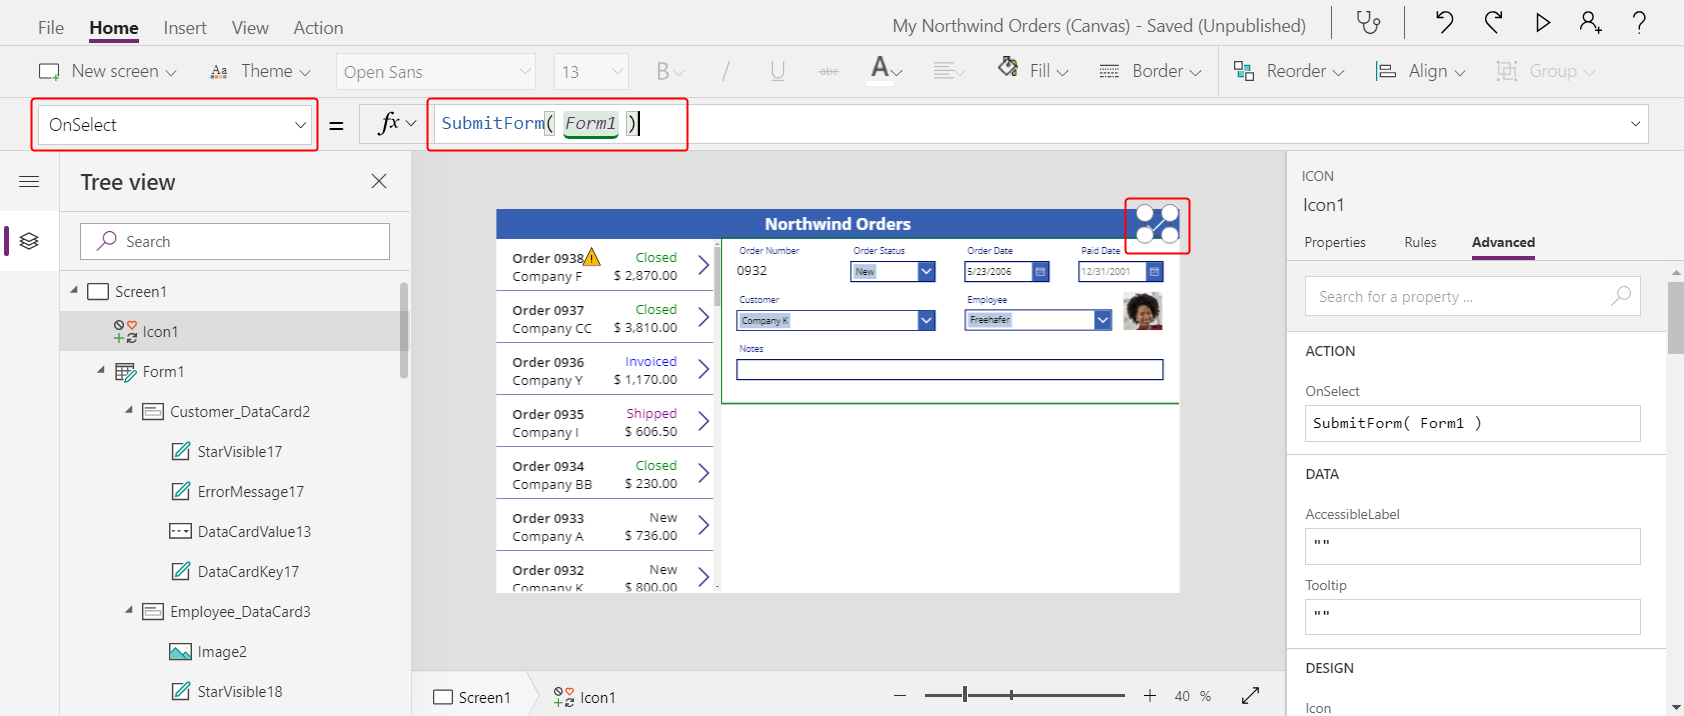 File Home Insert View Action My Northwind Orders (Canvas) - Saved (Unpublished) ?
New screen Aa Theme Open Sans 13 B / U abc A Fill Border Reorder Align Group
OnSelect = fx SubmitForm( Form1 )
Tree view
Search
Screen1
Icon1
Form1
Customer_DataCard2
StarVisible17
ErrorMessage17
DataCardValue13
DataCardKey17
Employee_DataCard3
Image2
StarVisible18
Northwind Orders
Order 0938 Closed
Company F $ 2,870.00
Order 0937 Closed
Company CC $ 3,810.00
Order 0936 Invoiced
Company Y $ 1,170.00
Order 0935 Shipped
Company I $ 606.50
Order 0934 Closed
Company BB $ 230.00
Order 0933 New
Company A $ 736.00
Order 0932 New
Company K $ 800.00
Order Number Order Status Order Date Paid Date
0932 New 5/23/2006 12/31/2001
Customer Employee
Company K Freehafer
Notes
Screen1 Icon1 40 %
ICON
Icon1
Properties Rules Advanced
Search for a property ...
ACTION
OnSelect
SubmitForm( Form1 )
DATA
AccessibleLabel
""
Tooltip
""
DESIGN
Icon